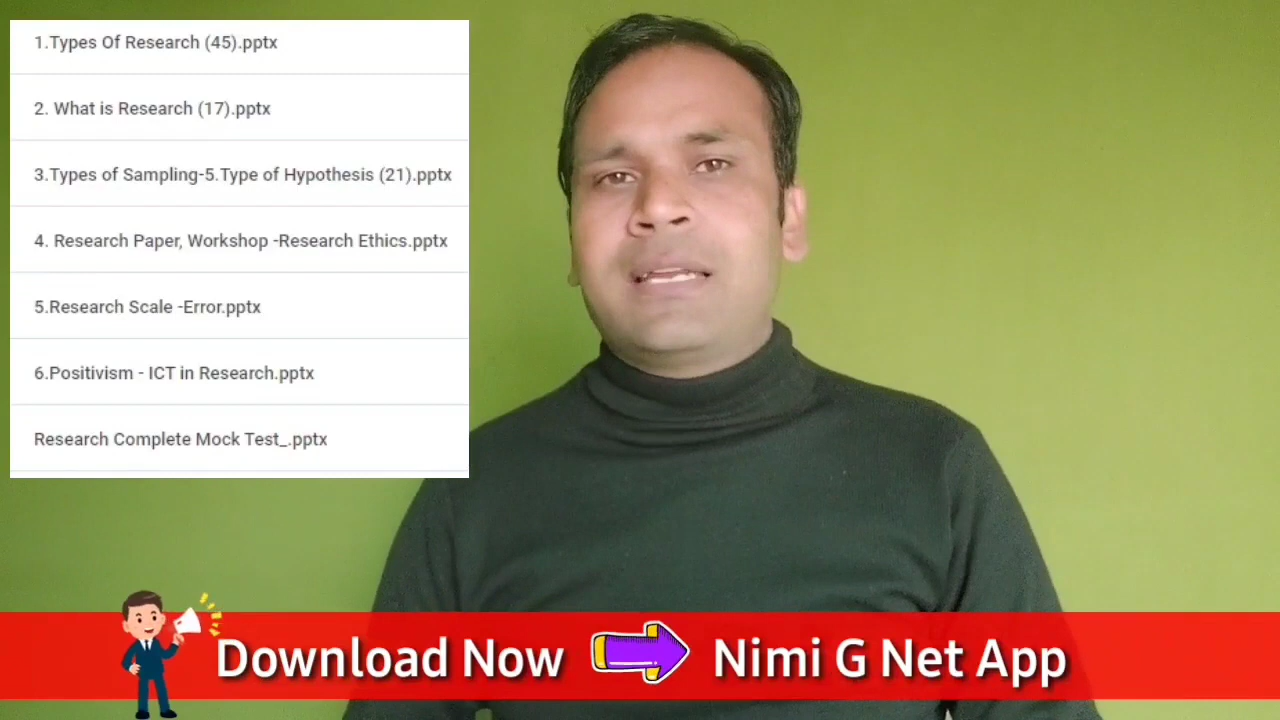 1.Types Of Research (45).pptx
2. What is Research (17).pptx
3.Types of Sampling-5.Type of Hypothesis (21).pptx
4. Research Paper, Workshop -Research Ethics.pptx
5.Research Scale -Error.pptx
6.Positivism - ICT in Research.pptx
Research Complete Mock Test_.pptx
Download Now Nimi G Net App